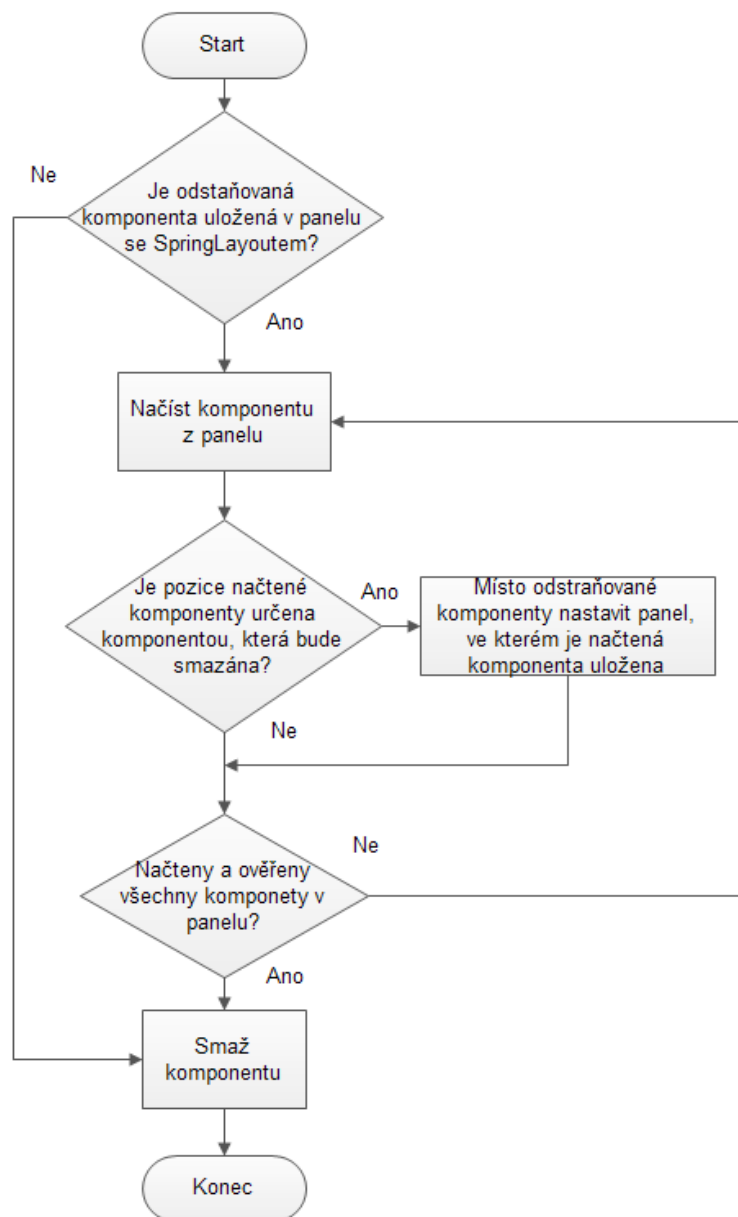 Start
Ne
Je odstaňovaná
komponenta uložená v panelu
se SpringLayoutem?
Ano
Načíst komponentu
z panelu
Je pozice načtené
komponenty určena
komponentou, která bude
smazána?
Ano
Místo odstraňované
komponenty nastavit panel,
ve kterém je načtená
komponenta uložena
Ne
Načteny a ověřeny
všechny komponety v
panelu?
Ne
Ano
Smaž
komponentu
Konec